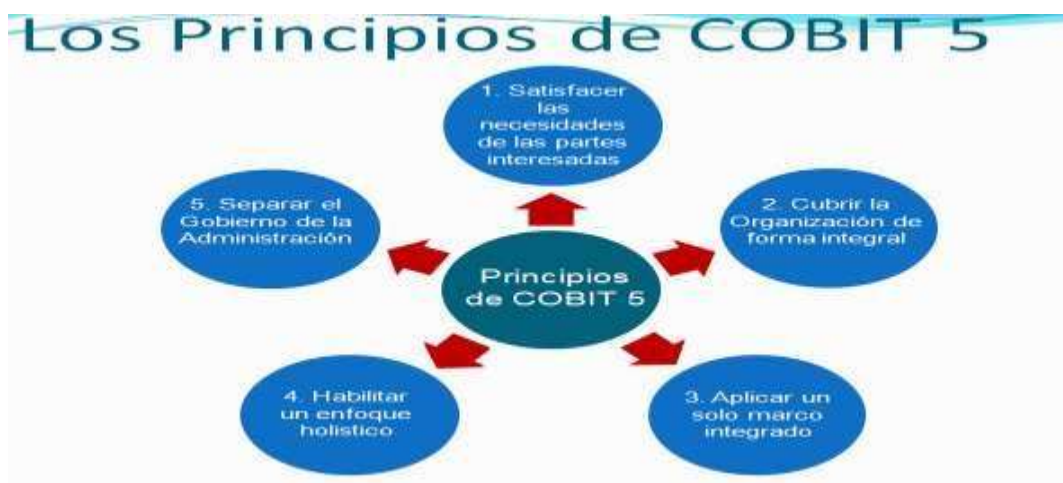 Los Principios de COBIT 5
1. Satisfacer
las
necesidades
de las partes
interesadas
2. Cubrir la
Organización de
forma integral
3. Aplicar un
solo marco
integrado
4. Habilitar
un enfoque
holístico
5. Separar el
Gobierno de la
Administración
Principios
de COBIT 5